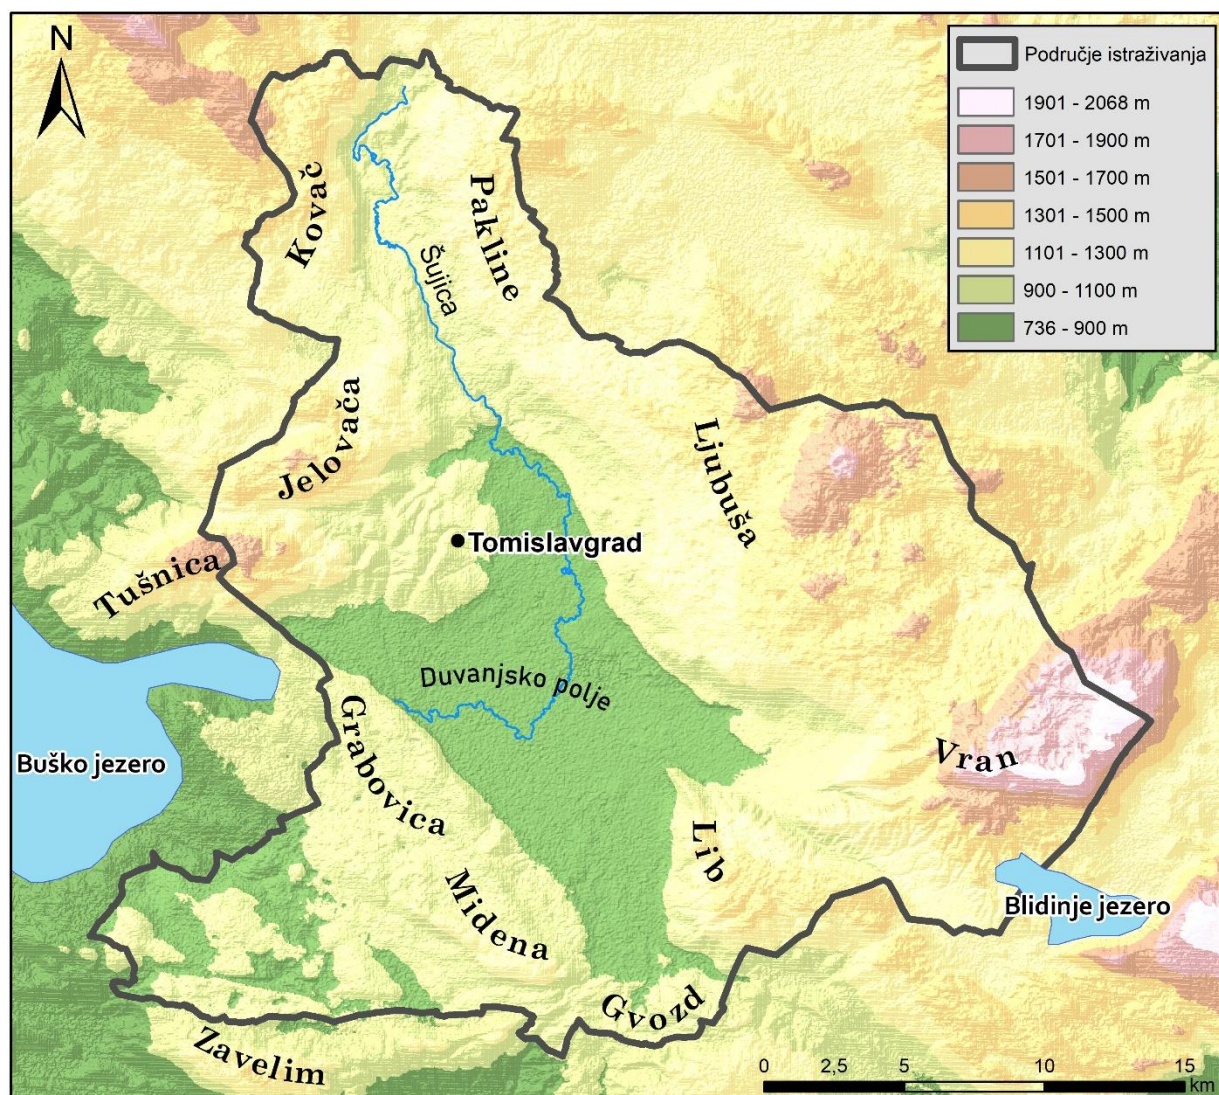 N
Područje istraživanja
1901 - 2068 m
1701 - 1900 m
1501 - 1700 m
1301 - 1500 m
1101 - 1300 m
900 - 1100 m
736 - 900 m
Kovač
Pakline
Šujica
Jelovača
Ljubuša
Tomislavgrad
Tušnica
Duvanjsko polje
Grabovica
Vran
Buško jezero
Lib
Midena
Blidinje jezero
Gvozd
Zavelim
0 2,5 5 10 15
km